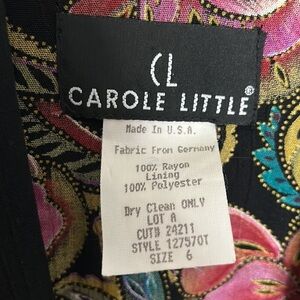 CL
CAROLE LITTLE®
Made In U.S.A.
Fabric From Germany
100% Rayon
Lining
100% Polyester
Dry Clean ONLY
LOT A
CUT# 24211
STYLE 127570T
SIZE 6